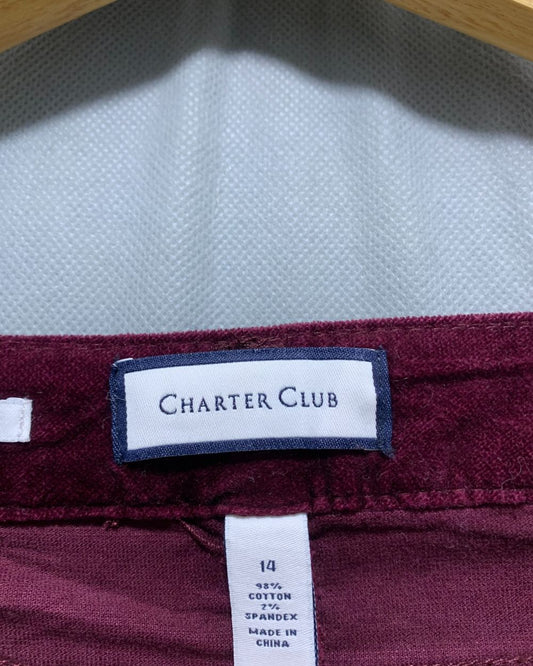 CHARTER CLUB
14
98%
COTTON
2%
SPANDEX
MADE IN
CHINA